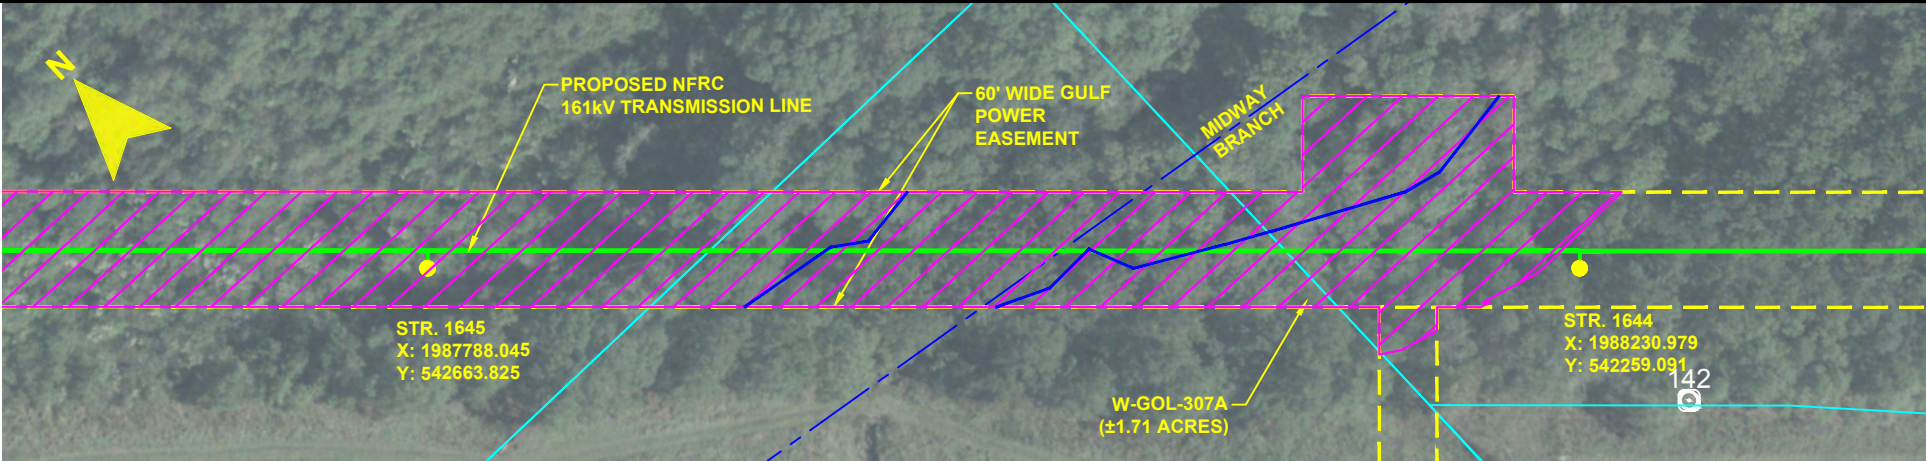 N
PROPOSED NFRC
161kV TRANSMISSION LINE
60' WIDE GULF
POWER
EASEMENT
MIDWAY
BRANCH
STR. 1645
X: 1987788.045
Y: 542663.825
W-GOL-307A
(±1.71 ACRES)
STR. 1644
X: 1988230.979
Y: 542259.091
142